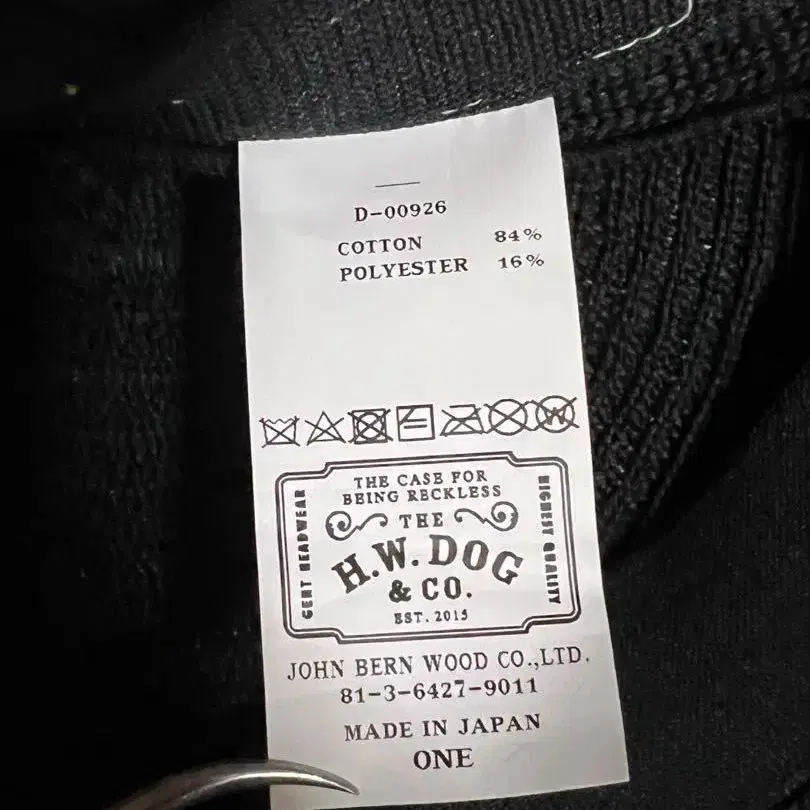 D-00926
COTTON 84%
POLYESTER 16%
W
THE CASE FOR
BEING RECKLESS
GENT HEADWEAR
HIGHEST QUALITY
THE
H.W. DOG
& CO.
EST. 2015
JOHN BERN WOOD CO.,LTD.
81-3-6427-9011
MADE IN JAPAN
ONE